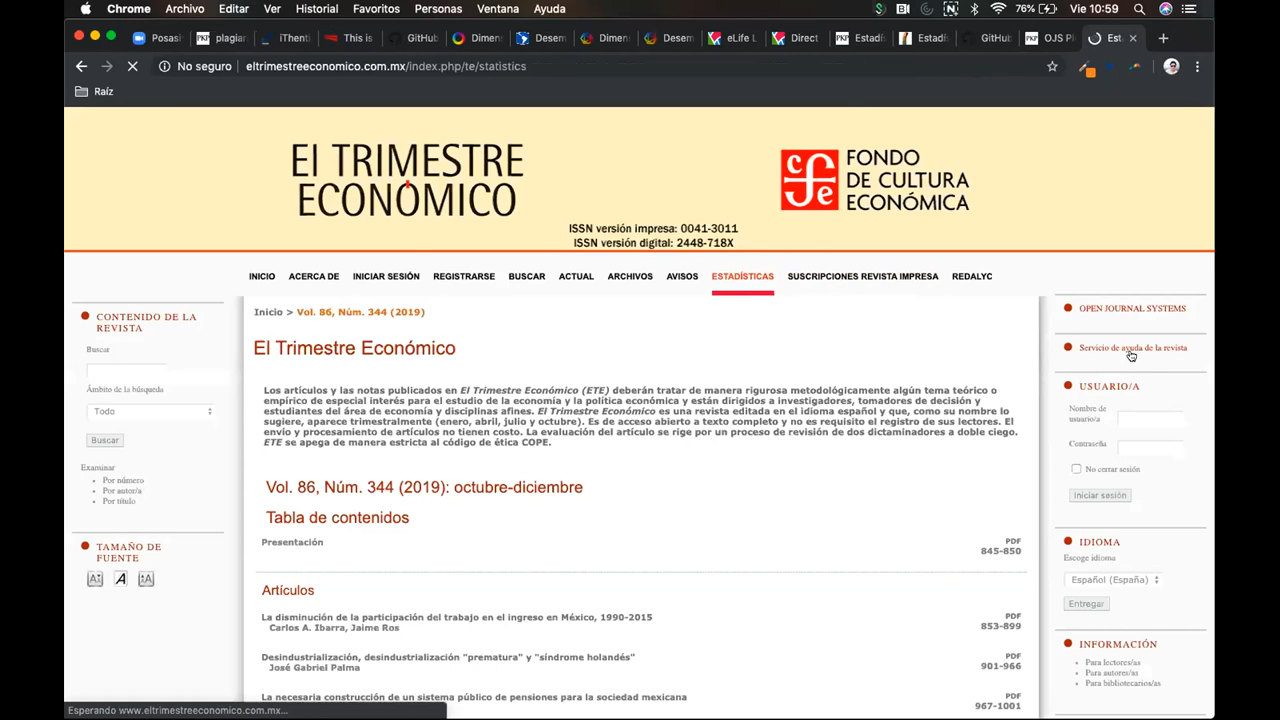 Chrome Archivo Editar Ver Historial Favoritos Personas Ventana Ayuda 76% Vie 10:59
Posasi plagian iThenti This is GitHub Dimen Desem Dimen Desem eLife L Direct Estadí Estadí GitHub OJS P Est
No seguro eltrimestreeconomico.com.mx/index.php/te/statistics
Raíz
El TRIMESTRE
ECONÓMICO
FONDO
DE CULTURA
ECONÓMICA
ISSN versión impresa: 0041-3011
ISSN versión digital: 2448-718X
INICIO ACERCA DE INICIAR SESIÓN REGISTRARSE BUSCAR ACTUAL ARCHIVOS AVISOS ESTADÍSTICAS SUSCRIPCIONES REVISTA IMPRESA REDALYC
CONTENIDO DE LA
REVISTA
Buscar
Ámbito de la búsqueda
Todo
Buscar
Examinar
Por número
Por autor/a
Por título
TAMAÑO DE
FUENTE
Inicio > Vol. 86, Núm. 344 (2019)
El Trimestre Económico
Los artículos y las notas publicados en El Trimestre Económico (ETE) deberán tratar de manera rigurosa metodológicamente algún tema teórico o
empírico de especial interés para el estudio de la economía y la política económica y están dirigidos a investigadores, tomadores de decisión y
estudiantes del área de economía y disciplinas afines. El Trimestre Económico es una revista editada en el idioma español y que, como su nombre lo
sugiere, aparece trimestralmente (enero, abril, julio y octubre). Es de acceso abierto a texto completo y no es requisito el registro de sus lectores. El
envío y procesamiento de artículos no tienen costo. La evaluación del artículo se rige por un proceso de revisión de dos dictaminadores a doble ciego.
ETE se apega de manera estricta al código de ética COPE.
Vol. 86, Núm. 344 (2019): octubre-diciembre
Tabla de contenidos
Presentación PDF
845-850
Artículos
La disminución de la participación del trabajo en el ingreso en México, 1990-2015 PDF
Carlos A. Ibarra, Jaime Ros 853-899
Desindustrialización, desindustrialización "prematura" y "síndrome holandés" PDF
José Gabriel Palma 901-966
La necesaria construcción de un sistema público de pensiones para la sociedad mexicana PDF
967-1001
OPEN JOURNAL SYSTEMS
Servicio de ayuda de la revista
USUARIO/A
Nombre de
usuario/a
Contraseña
No cerrar sesión
Iniciar sesión
IDIOMA
Escoge idioma
Español (España)
Entregar
INFORMACIÓN
Para lectores/as
Para autores/as
Para bibliotecarios/as
Esperando www.eltrimestreeconomico.com.mx...